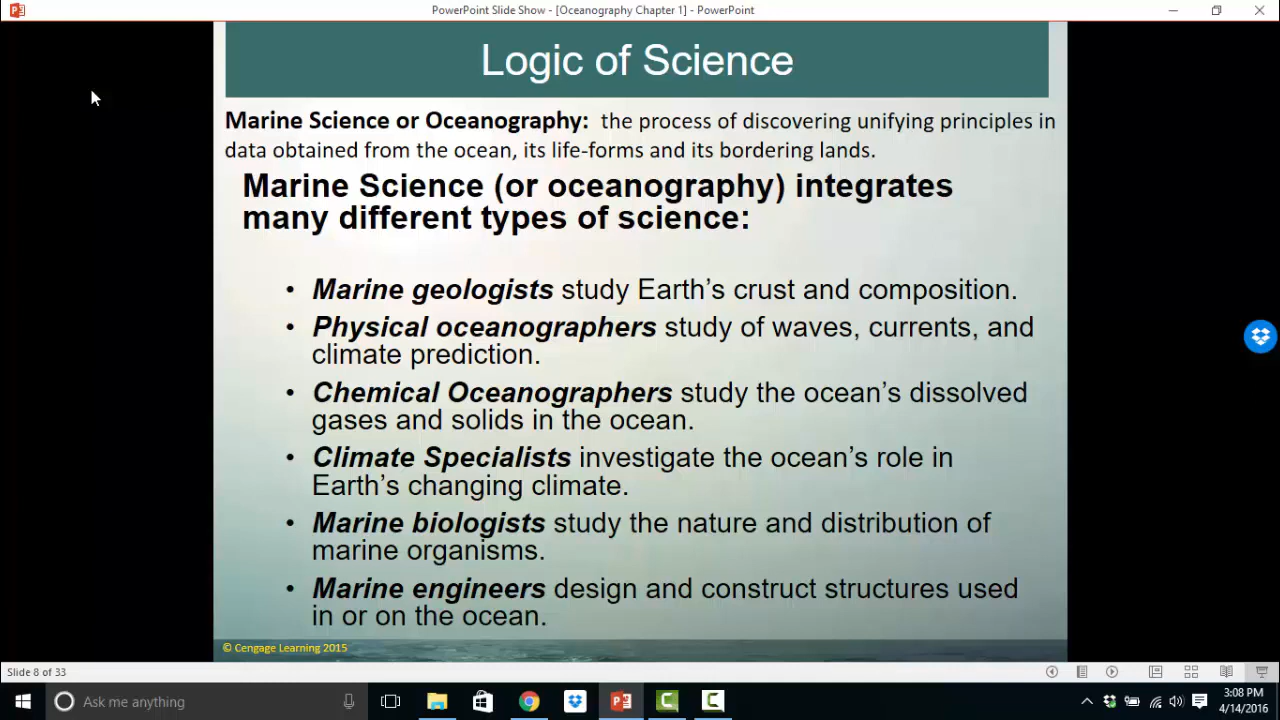 PowerPoint Slide Show - [Oceanography Chapter 1] - PowerPoint
Logic of Science
Marine Science or Oceanography: the process of discovering unifying principles in
data obtained from the ocean, its life-forms and its bordering lands.
Marine Science (or oceanography) integrates
many different types of science:
• Marine geologists study Earth's crust and composition.
• Physical oceanographers study of waves, currents, and
climate prediction.
• Chemical Oceanographers study the ocean's dissolved
gases and solids in the ocean.
• Climate Specialists investigate the ocean's role in
Earth's changing climate.
• Marine biologists study the nature and distribution of
marine organisms.
• Marine engineers design and construct structures used
in or on the ocean.
© Cengage Learning 2015
Slide 8 of 33
Ask me anything
3:08 PM
4/14/2016